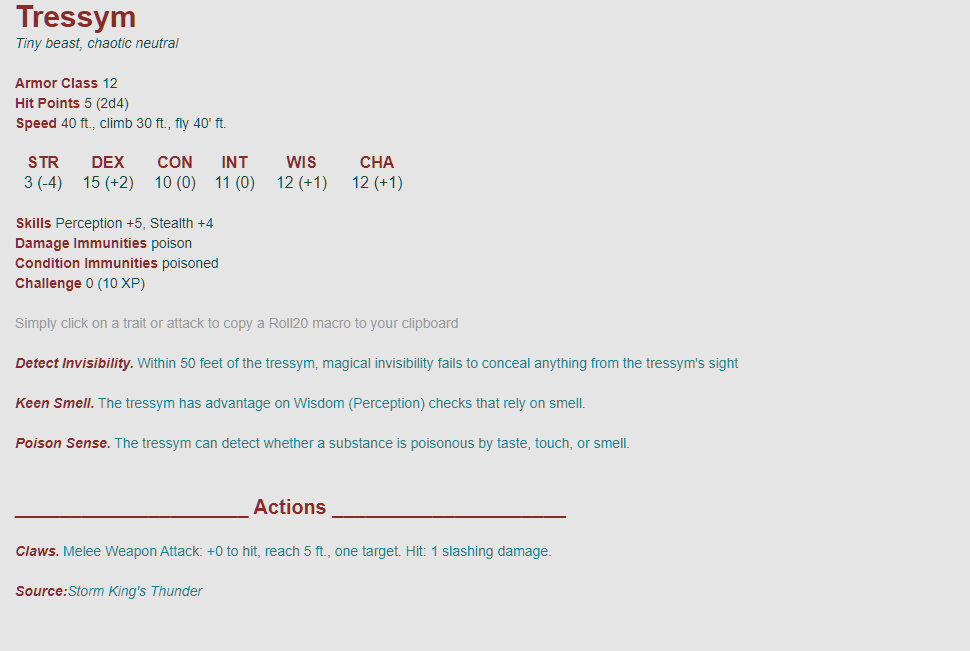 Tressym
Tiny beast, chaotic neutral
Armor Class 12
Hit Points 5 (2d4)
Speed 40 ft., climb 30 ft., fly 40' ft.
STR DEX CON INT WIS CHA
3 (-4) 15 (+2) 10 (0) 11 (0) 12 (+1) 12 (+1)
Skills Perception +5, Stealth +4
Damage Immunities poison
Condition Immunities poisoned
Challenge 0 (10 XP)
Simply click on a trait or attack to copy a Roll20 macro to your clipboard
Detect Invisibility. Within 50 feet of the tressym, magical invisibility fails to conceal anything from the tressym's sight
Keen Smell. The tressym has advantage on Wisdom (Perception) checks that rely on smell.
Poison Sense. The tressym can detect whether a substance is poisonous by taste, touch, or smell.
_____________________ Actions _____________________
Claws. Melee Weapon Attack: +0 to hit, reach 5 ft., one target. Hit: 1 slashing damage.
Source:Storm King's Thunder